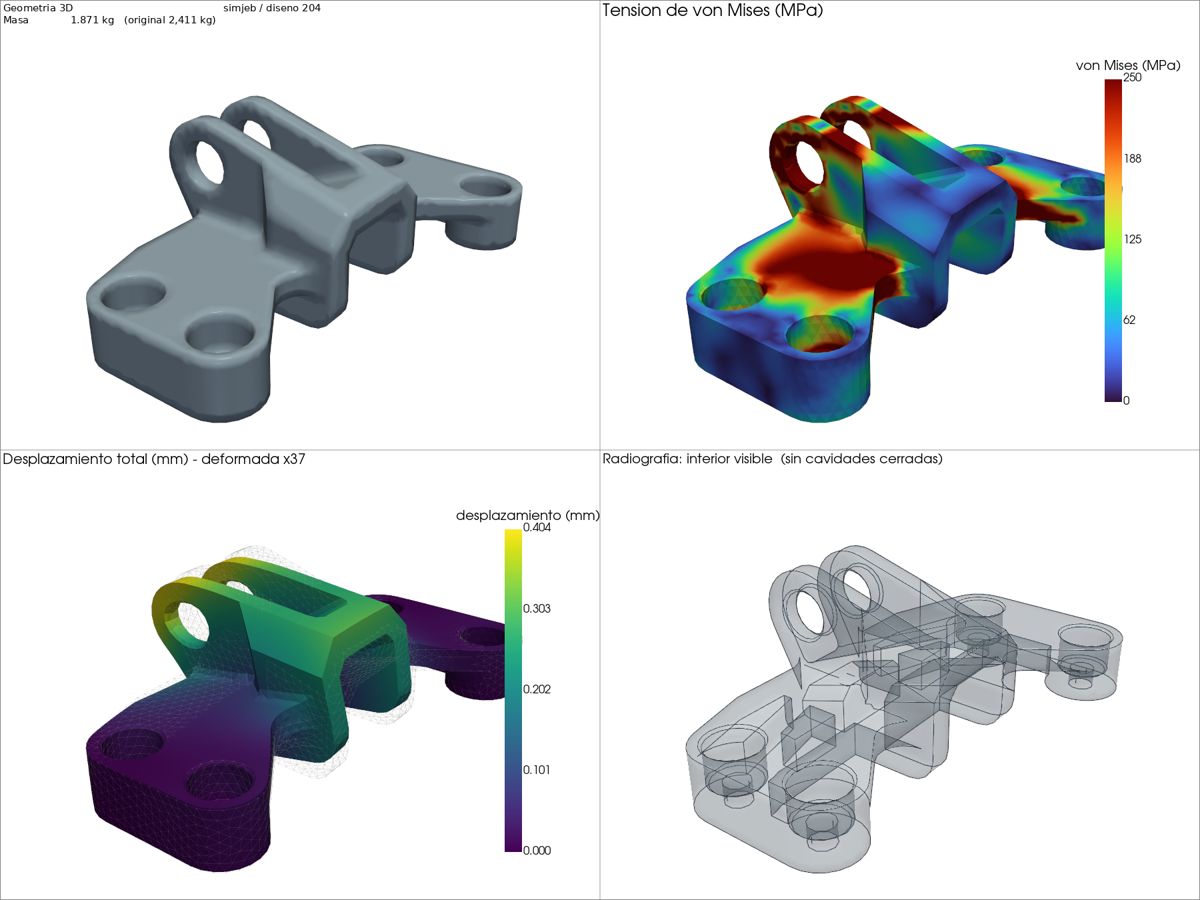 Geometria 3D simjeb / diseno 204
Masa 1.871 kg (original 2,411 kg)
Tension de von Mises (MPa)
von Mises (MPa)
250
188
125
62
0
Desplazamiento total (mm) - deformada x37
desplazamiento (mm)
0.404
0.303
0.202
0.101
0.000
Radiografia: interior visible (sin cavidades cerradas)